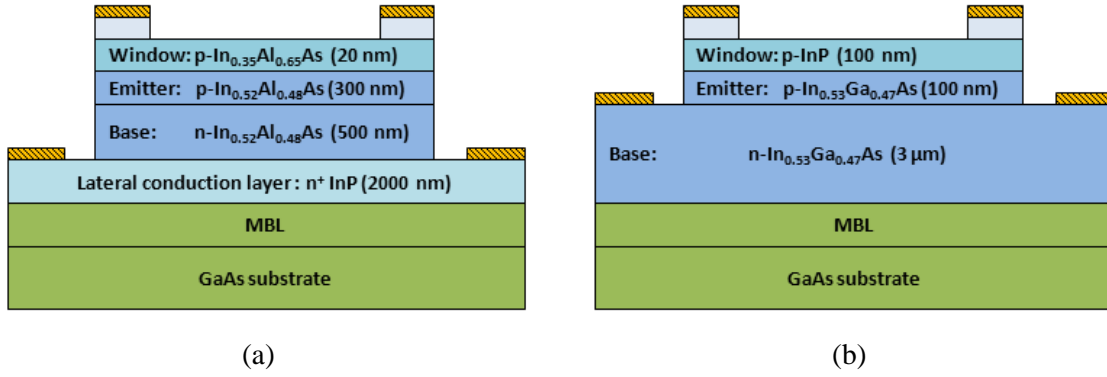 Window: p-In0.35Al0.65As (20 nm)
Emitter: p-In0.52Al0.48As (300 nm)
Base: n-In0.52Al0.48As (500 nm)
Lateral conduction layer: n+ InP (2000 nm)
MBL
GaAs substrate
(a)
Window: p-InP (100 nm)
Emitter: p-In0.53Ga0.47As (100 nm)
Base: n-In0.53Ga0.47As (3 µm)
MBL
GaAs substrate
(b)